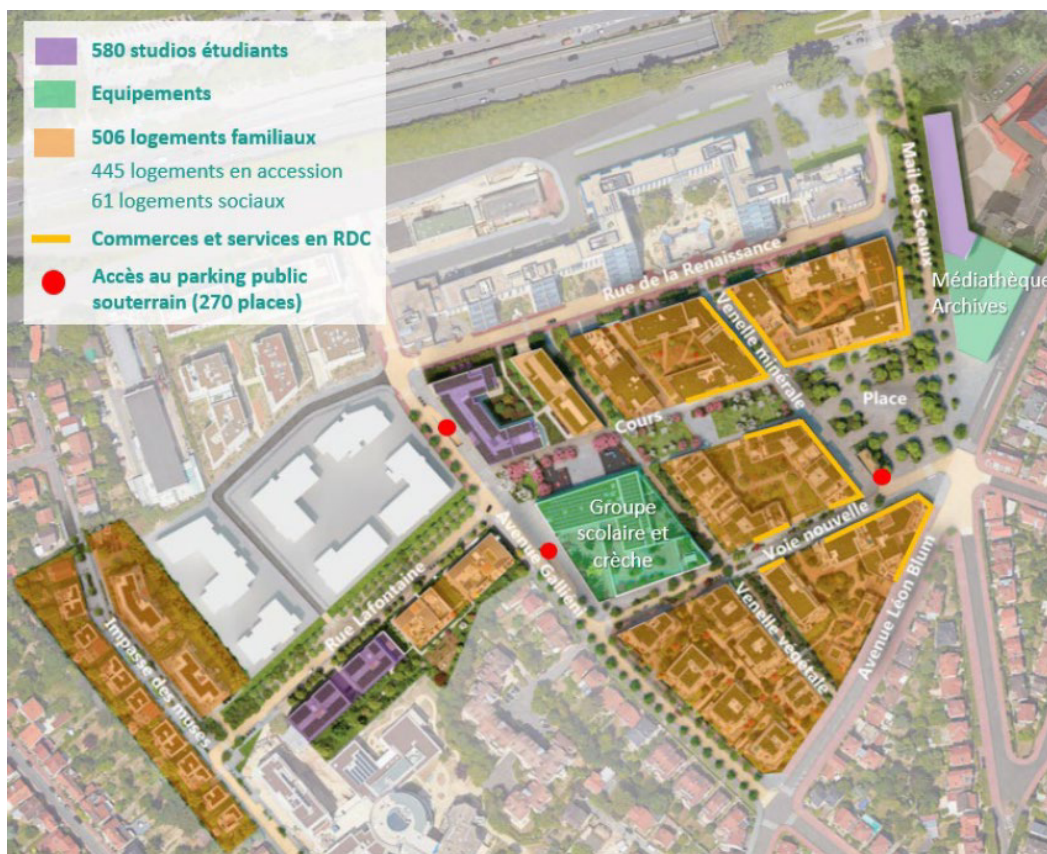 580 studios étudiants
Equipements
506 logements familiaux
445 logements en accession
61 logements sociaux
Commerces et services en RDC
Accès au parking public
souterrain (270 places)
Mail de Sceaux
Rue de la Renaissance
Médiathèque
Archives
Venelle minérale
Place
Cours
Groupe
scolaire et
crèche
Voie nouvelle
Avenue Gallieni
Rue Lafontaine
Venelle végétale
Avenue Léon Blum
Impasse des muses